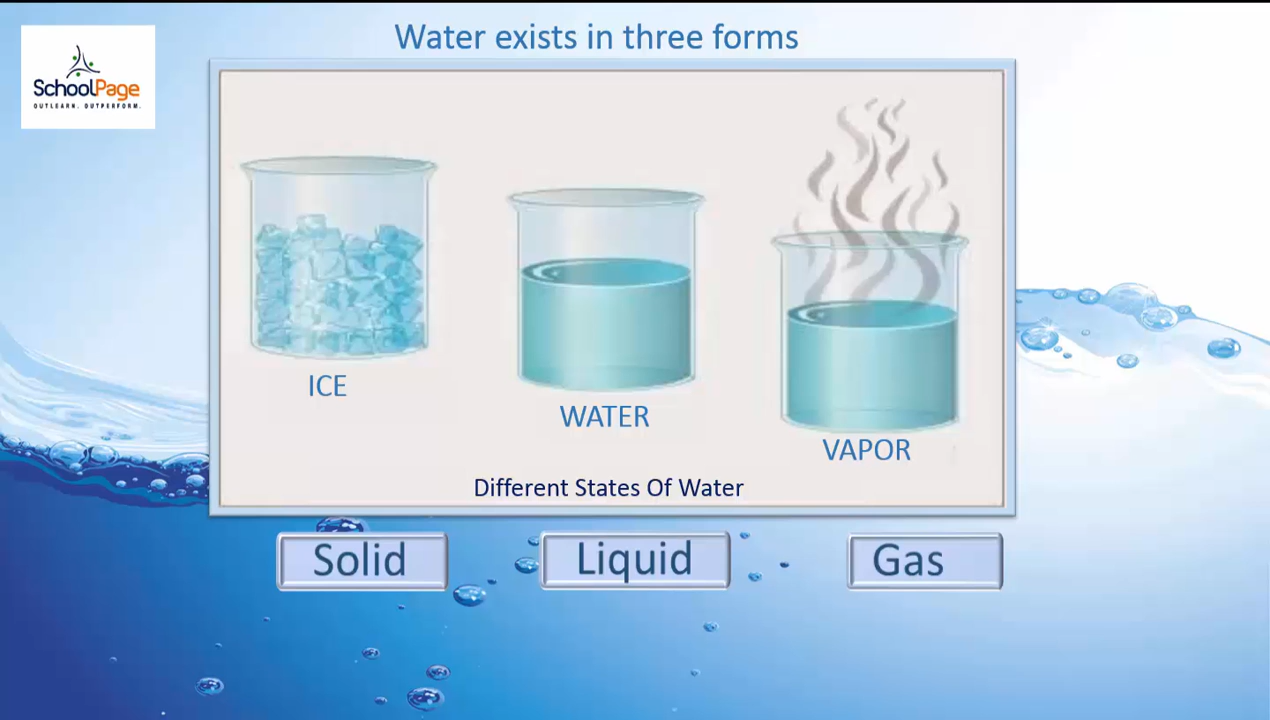 Water exists in three forms
SchoolPage
OUTLEARN. OUTPERFORM.
ICE
WATER
VAPOR
Different States Of Water
Solid
Liquid
Gas